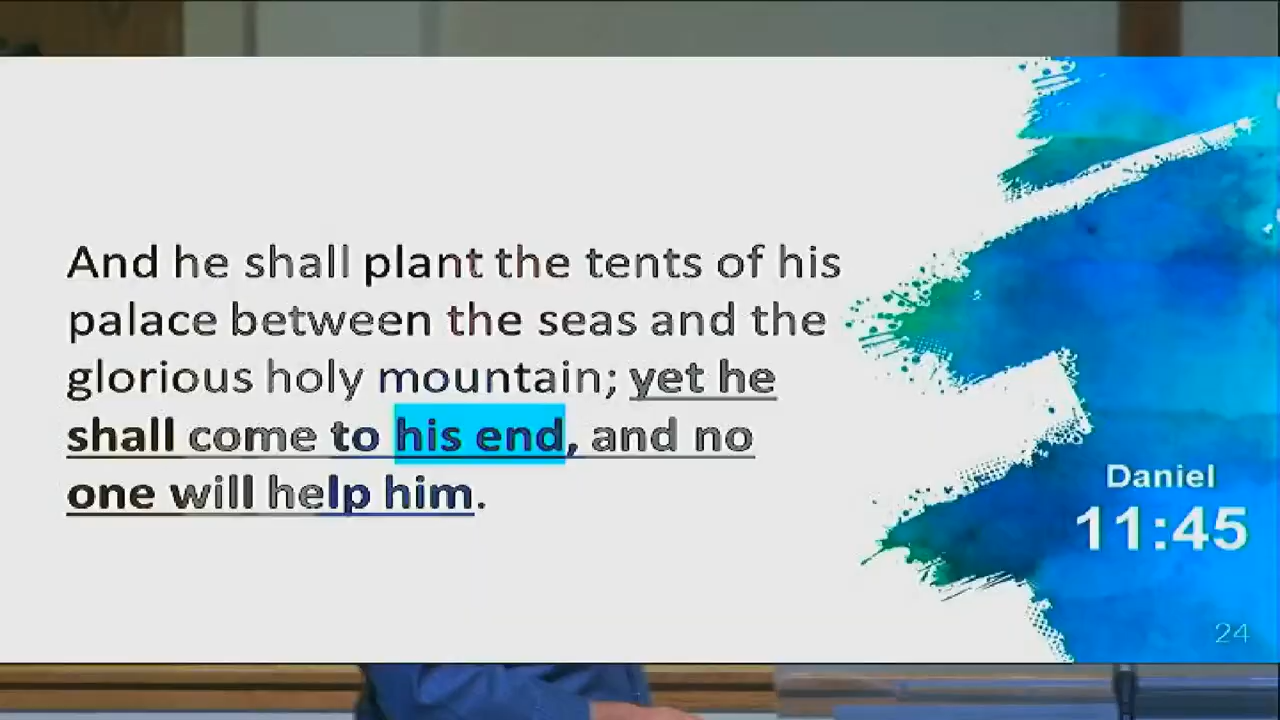 And he shall plant the tents of his
palace between the seas and the
glorious holy mountain; yet he
shall come to his end, and no
one will help him.
Daniel
11:45
24